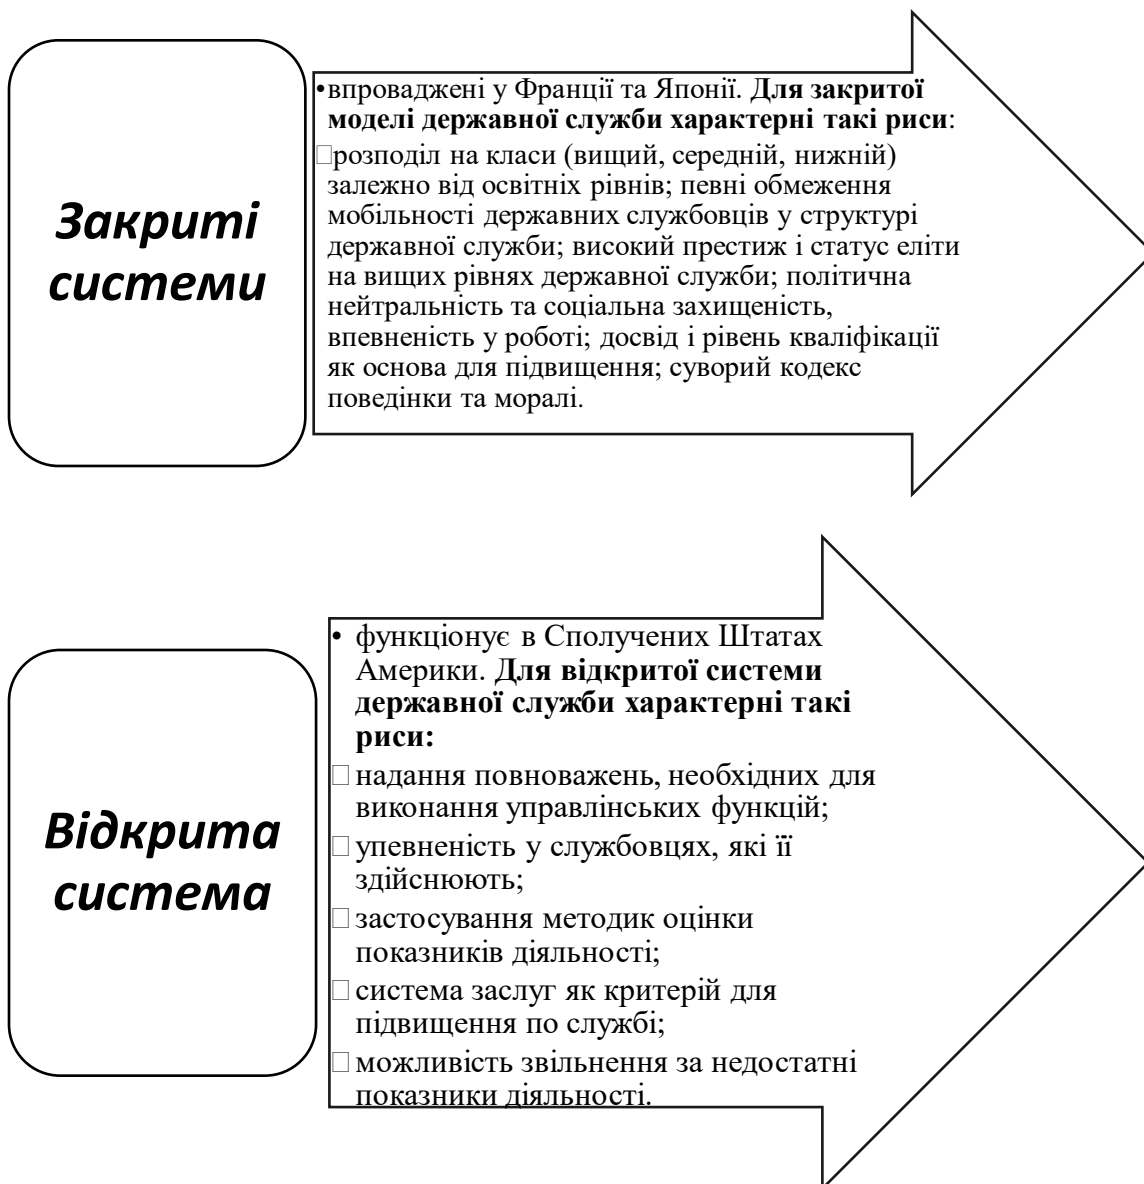 Закриті
системи
•впроваджені у Франції та Японії. Для закритої
моделі державної служби характерні такі риси:
□розподіл на класи (вищий, середній, нижній)
залежно від освітніх рівнів; певні обмеження
мобільності державних службовців у структурі
державної служби; високий престиж і статус еліти
на вищих рівнях державної служби; політична
нейтральність та соціальна захищеність,
впевненість у роботі; досвід і рівень кваліфікації
як основа для підвищення; суворий кодекс
поведінки та моралі.
Відкрита
система
• функціонує в Сполучених Штатах
Америки. Для відкритої системи
державної служби характерні такі
риси:
□ надання повноважень, необхідних для
виконання управлінських функцій;
□ упевненість у службовцях, які її
здійснюють;
□ застосування методик оцінки
показників діяльності;
□ система заслуг як критерій для
підвищення по службі;
□ можливість звільнення за недостатні
показники діяльності.